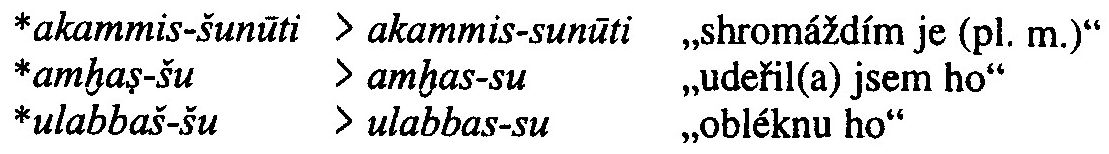 *akammis-šunūti > akammis-sunūti „shromáždím je (pl. m.)“
*amḫaṣ-šu > amḫas-su „udeřil(a) jsem ho“
*ulabbaš-šu > ulabbas-su „obléknu ho“